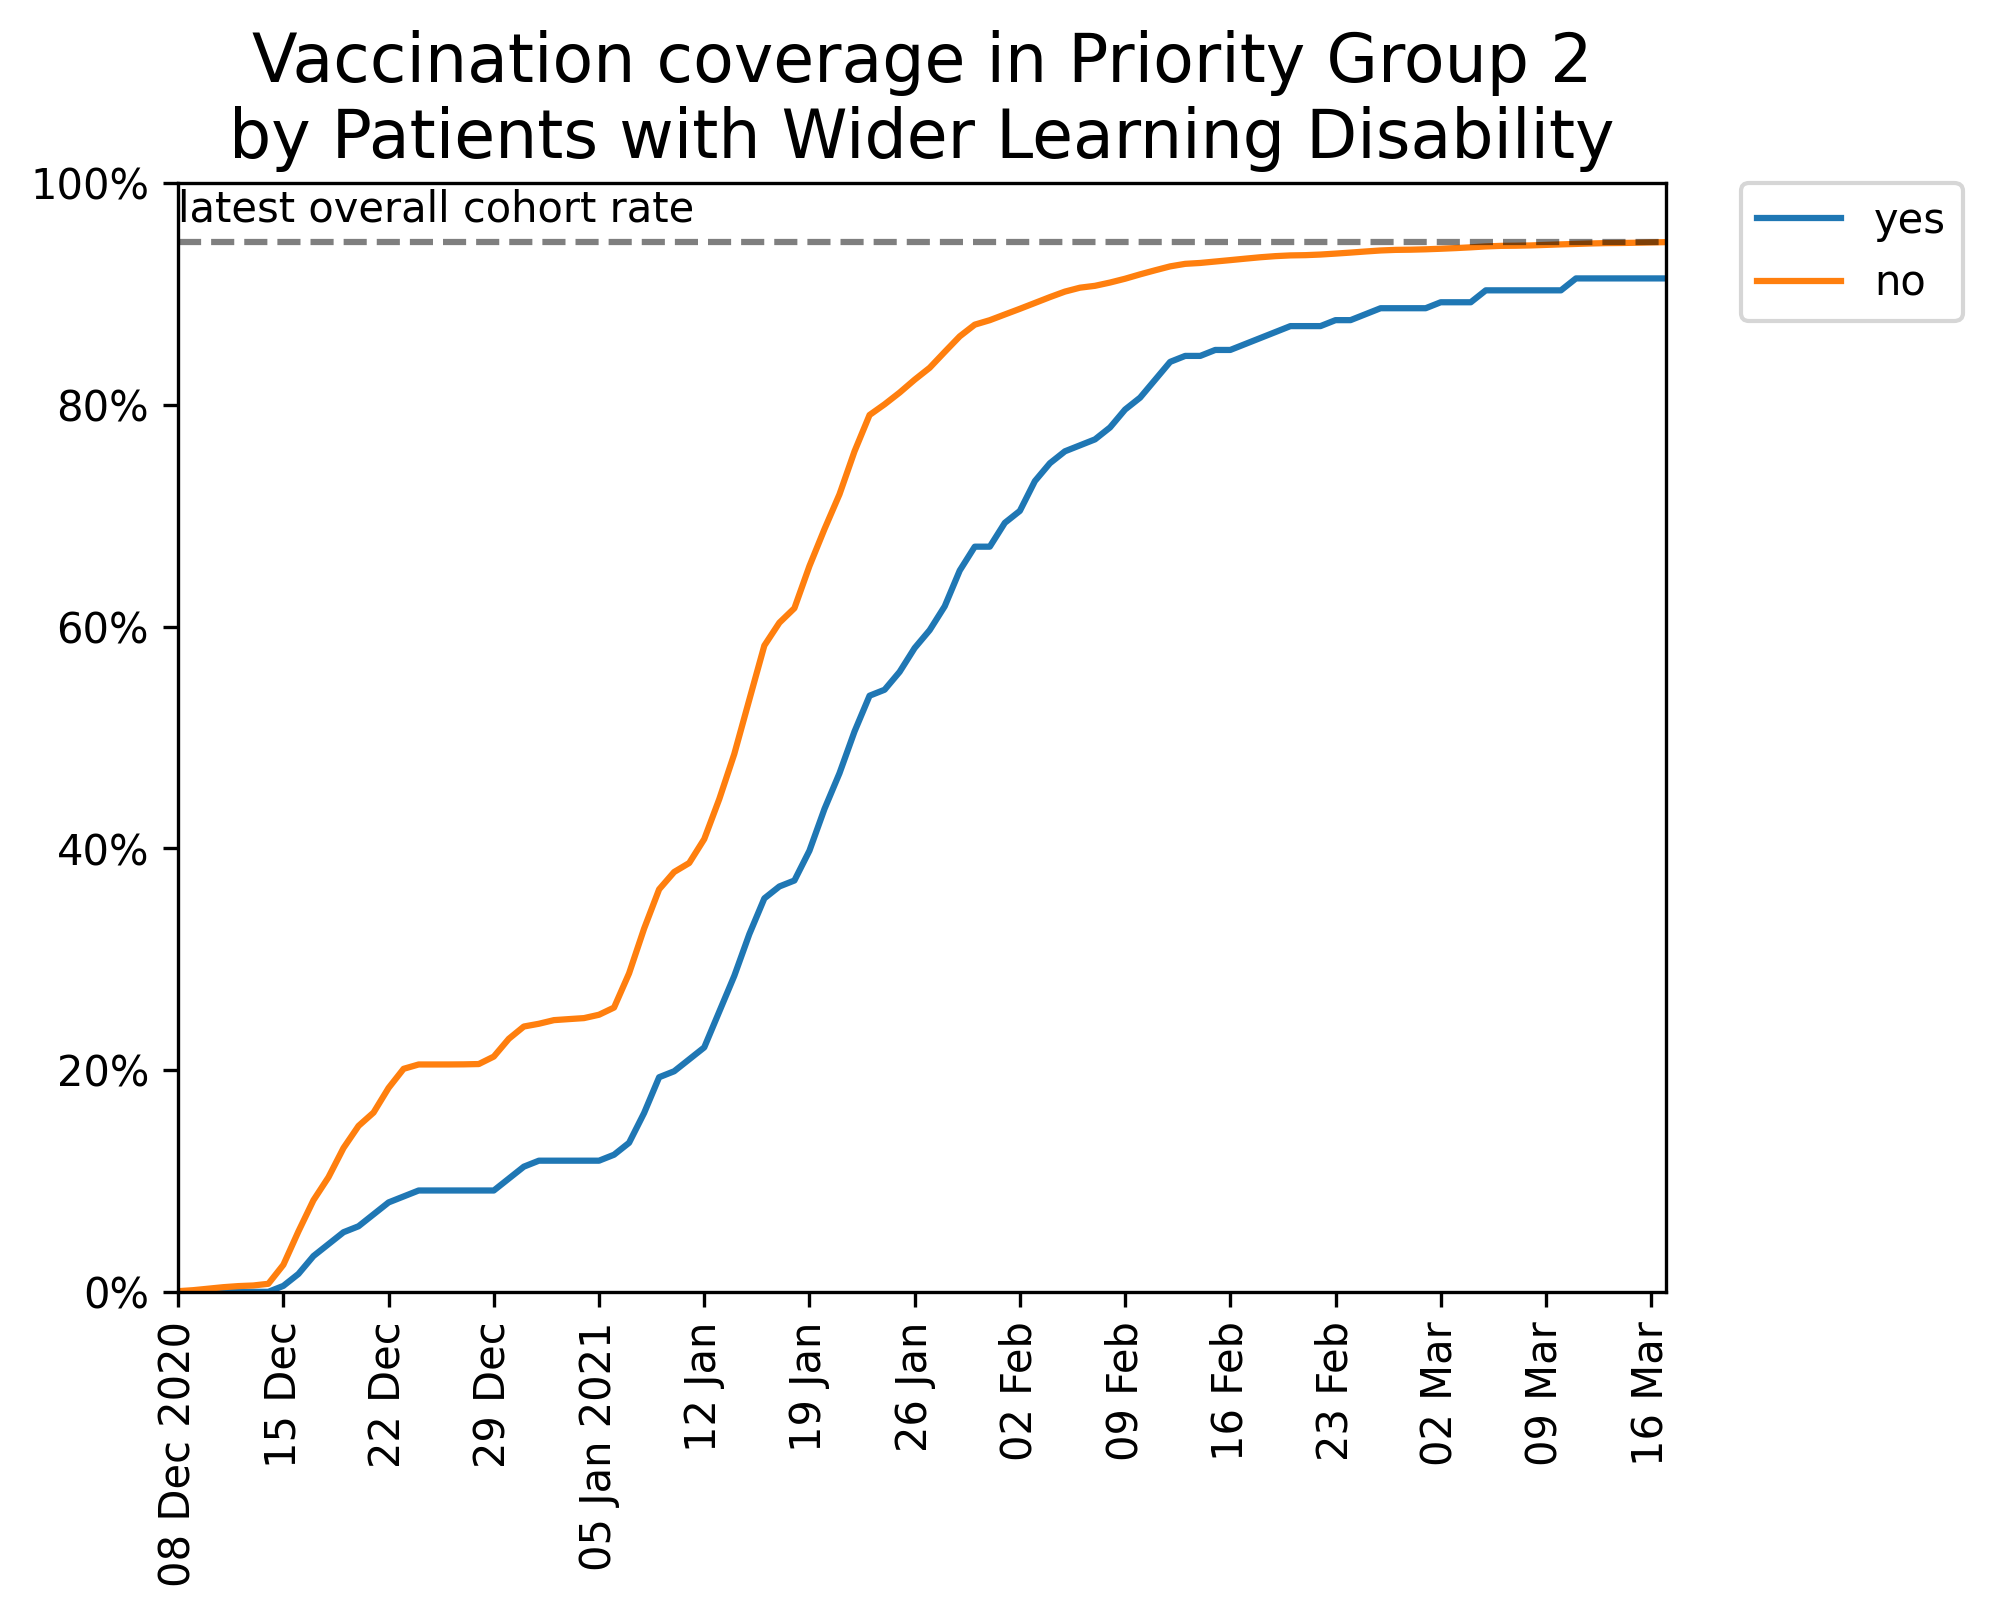 Vaccination coverage in Priority Group 2
by Patients with Wider Learning Disability
100%
latest overall cohort rate
yes
no
80%
60%
40%
20%
0%
08 Dec 2020
15 Dec
22 Dec
29 Dec
05 Jan 2021
12 Jan
19 Jan
26 Jan
02 Feb
09 Feb
16 Feb
23 Feb
02 Mar
09 Mar
16 Mar